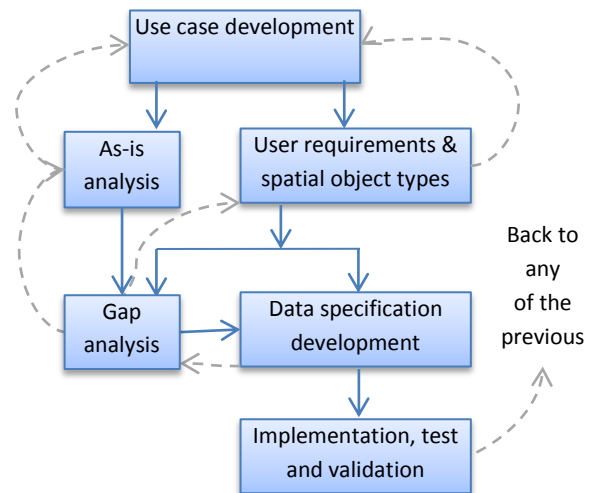 Use case development
As-is
analysis
User requirements &
spatial object types
Back to
any
of the
previous
Gap
analysis
Data specification
development
Implementation, test
and validation